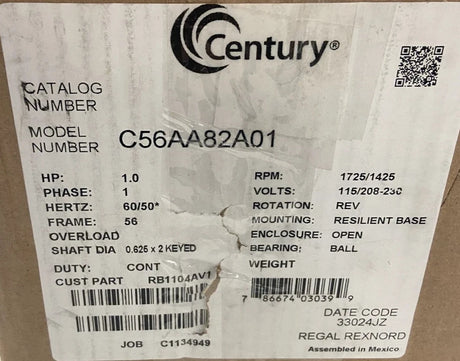 Century®
CATALOG
NUMBER
MODEL
NUMBER C56AA82A01
HP: 1.0 RPM: 1725/1425
PHASE: 1 VOLTS: 115/208-230
HERTZ: 60/50* ROTATION: REV
FRAME: 56 MOUNTING: RESILIENT BASE
OVERLOAD ENCLOSURE: OPEN
SHAFT DIA 0.625 x 2 KEYED BEARING: BALL
DUTY: CONT WEIGHT
CUST PART RB1104AV1
7 86674 03039 9
DATE CODE
33024JZ
JOB C1134949 REGAL REXNORD
Assembled in Mexico